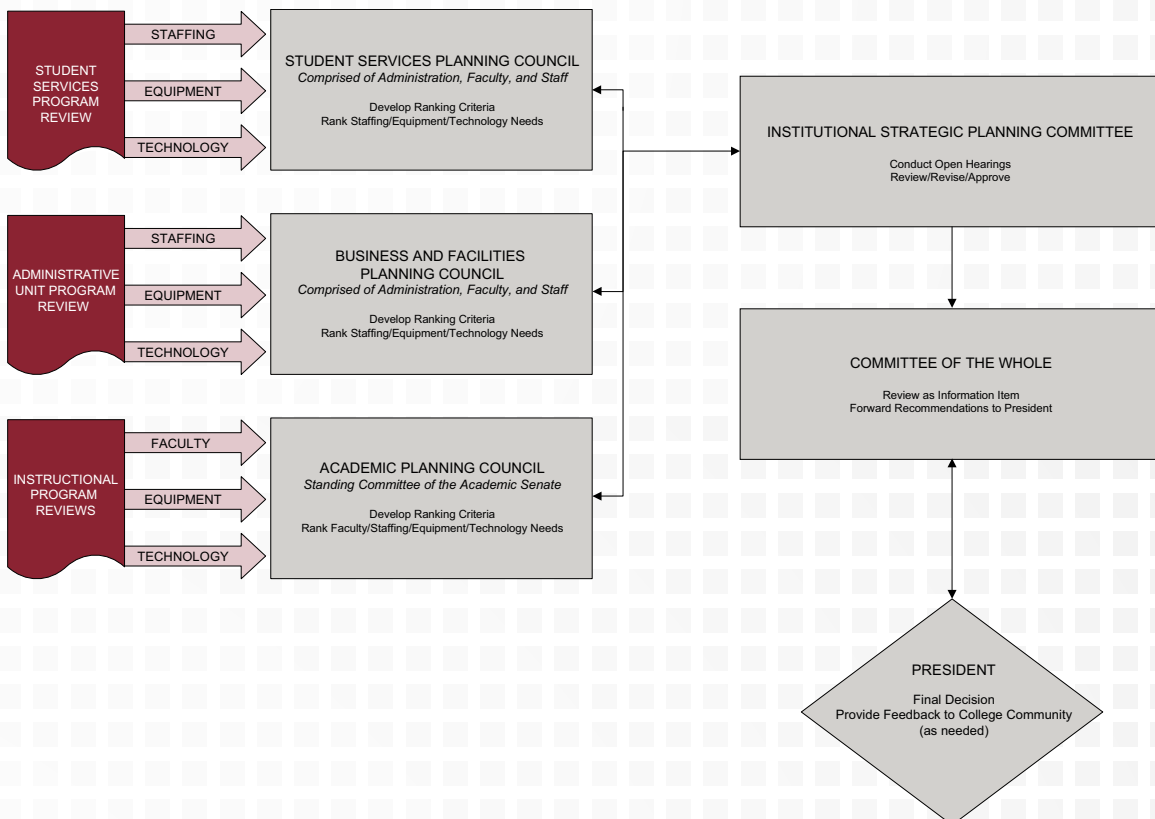 STUDENT
SERVICES
PROGRAM
REVIEW
STAFFING
EQUIPMENT
TECHNOLOGY
STUDENT SERVICES PLANNING COUNCIL
Comprised of Administration, Faculty, and Staff
Develop Ranking Criteria
Rank Staffing/Equipment/Technology Needs
ADMINISTRATIVE
UNIT PROGRAM
REVIEW
STAFFING
EQUIPMENT
TECHNOLOGY
BUSINESS AND FACILITIES
PLANNING COUNCIL
Comprised of Administration, Faculty, and Staff
Develop Ranking Criteria
Rank Staffing/Equipment/Technology Needs
INSTRUCTIONAL
PROGRAM
REVIEWS
FACULTY
EQUIPMENT
TECHNOLOGY
ACADEMIC PLANNING COUNCIL
Standing Committee of the Academic Senate
Develop Ranking Criteria
Rank Faculty/Staffing/Equipment/Technology Needs
INSTITUTIONAL STRATEGIC PLANNING COMMITTEE
Conduct Open Hearings
Review/Revise/Approve
COMMITTEE OF THE WHOLE
Review as Information Item
Forward Recommendations to President
PRESIDENT
Final Decision
Provide Feedback to College Community
(as needed)